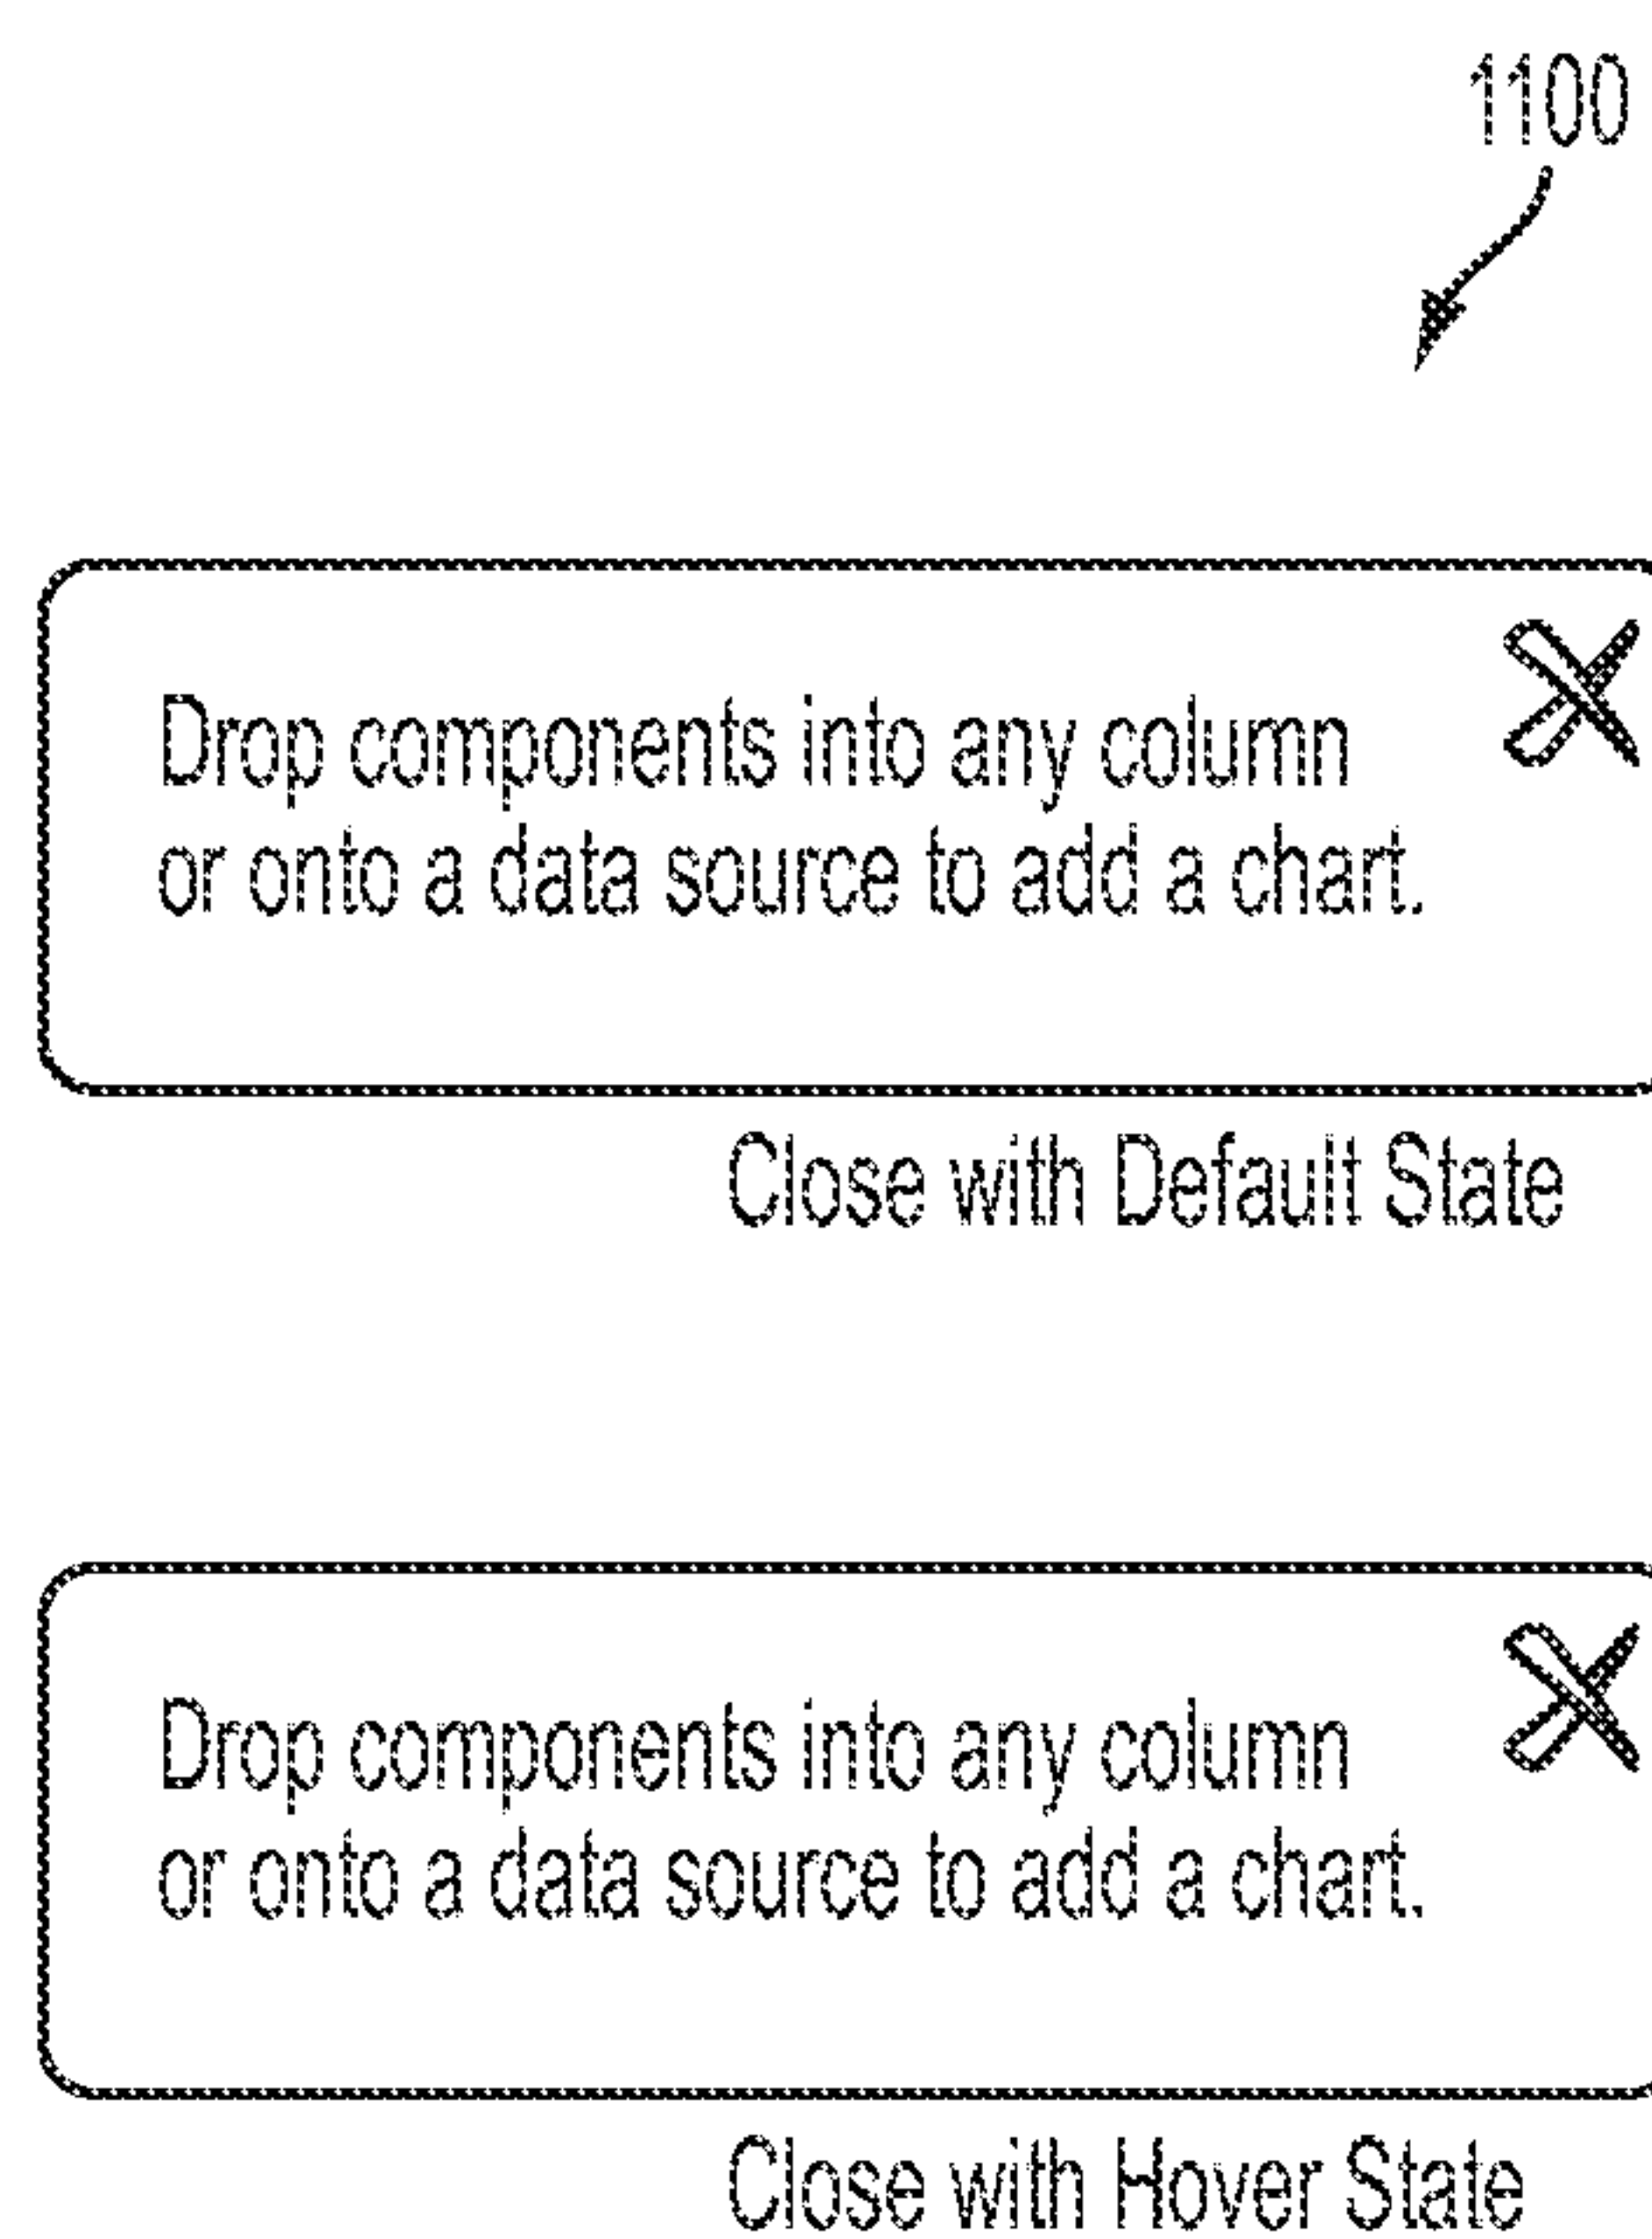 1100
Drop components into any column
or onto a data source to add a chart.
Close with Default State
Drop components into any column
or onto a data source to add a chart.
Close with Hover State